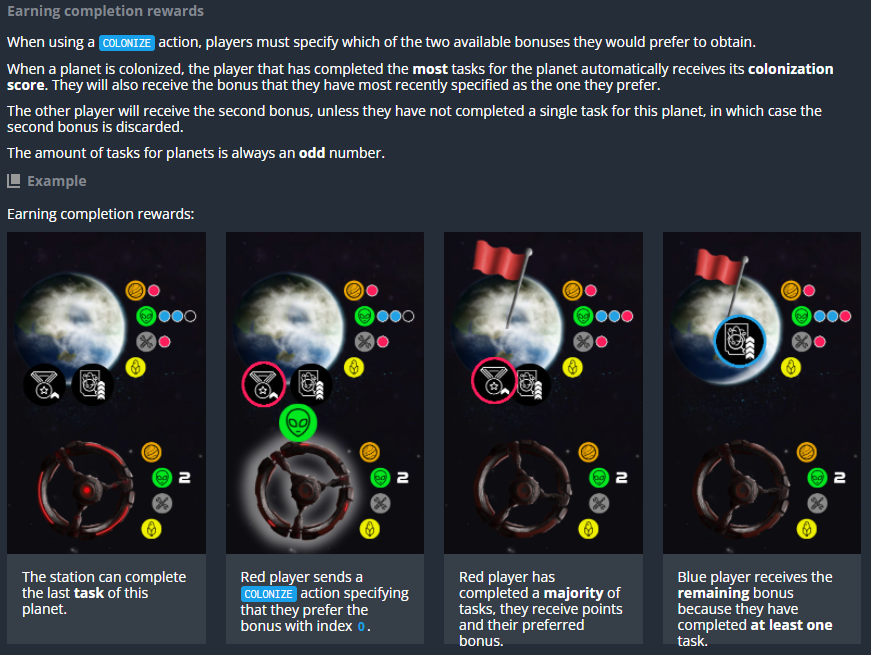 Earning completion rewards
When using a COLONIZE action, players must specify which of the two available bonuses they would prefer to obtain.
When a planet is colonized, the player that has completed the most tasks for the planet automatically receives its colonization
score. They will also receive the bonus that they have most recently specified as the one they prefer.
The other player will receive the second bonus, unless they have not completed a single task for this planet, in which case the
second bonus is discarded.
The amount of tasks for planets is always an odd number.
Example
Earning completion rewards:
2
2
2
2
The station can complete
the last task of this
planet.
Red player sends a
COLONIZE action specifying
that they prefer the
bonus with index 0.
Red player has
completed a majority of
tasks, they receive points
and their preferred
bonus.
Blue player receives the
remaining bonus
because they have
completed at least one
task.